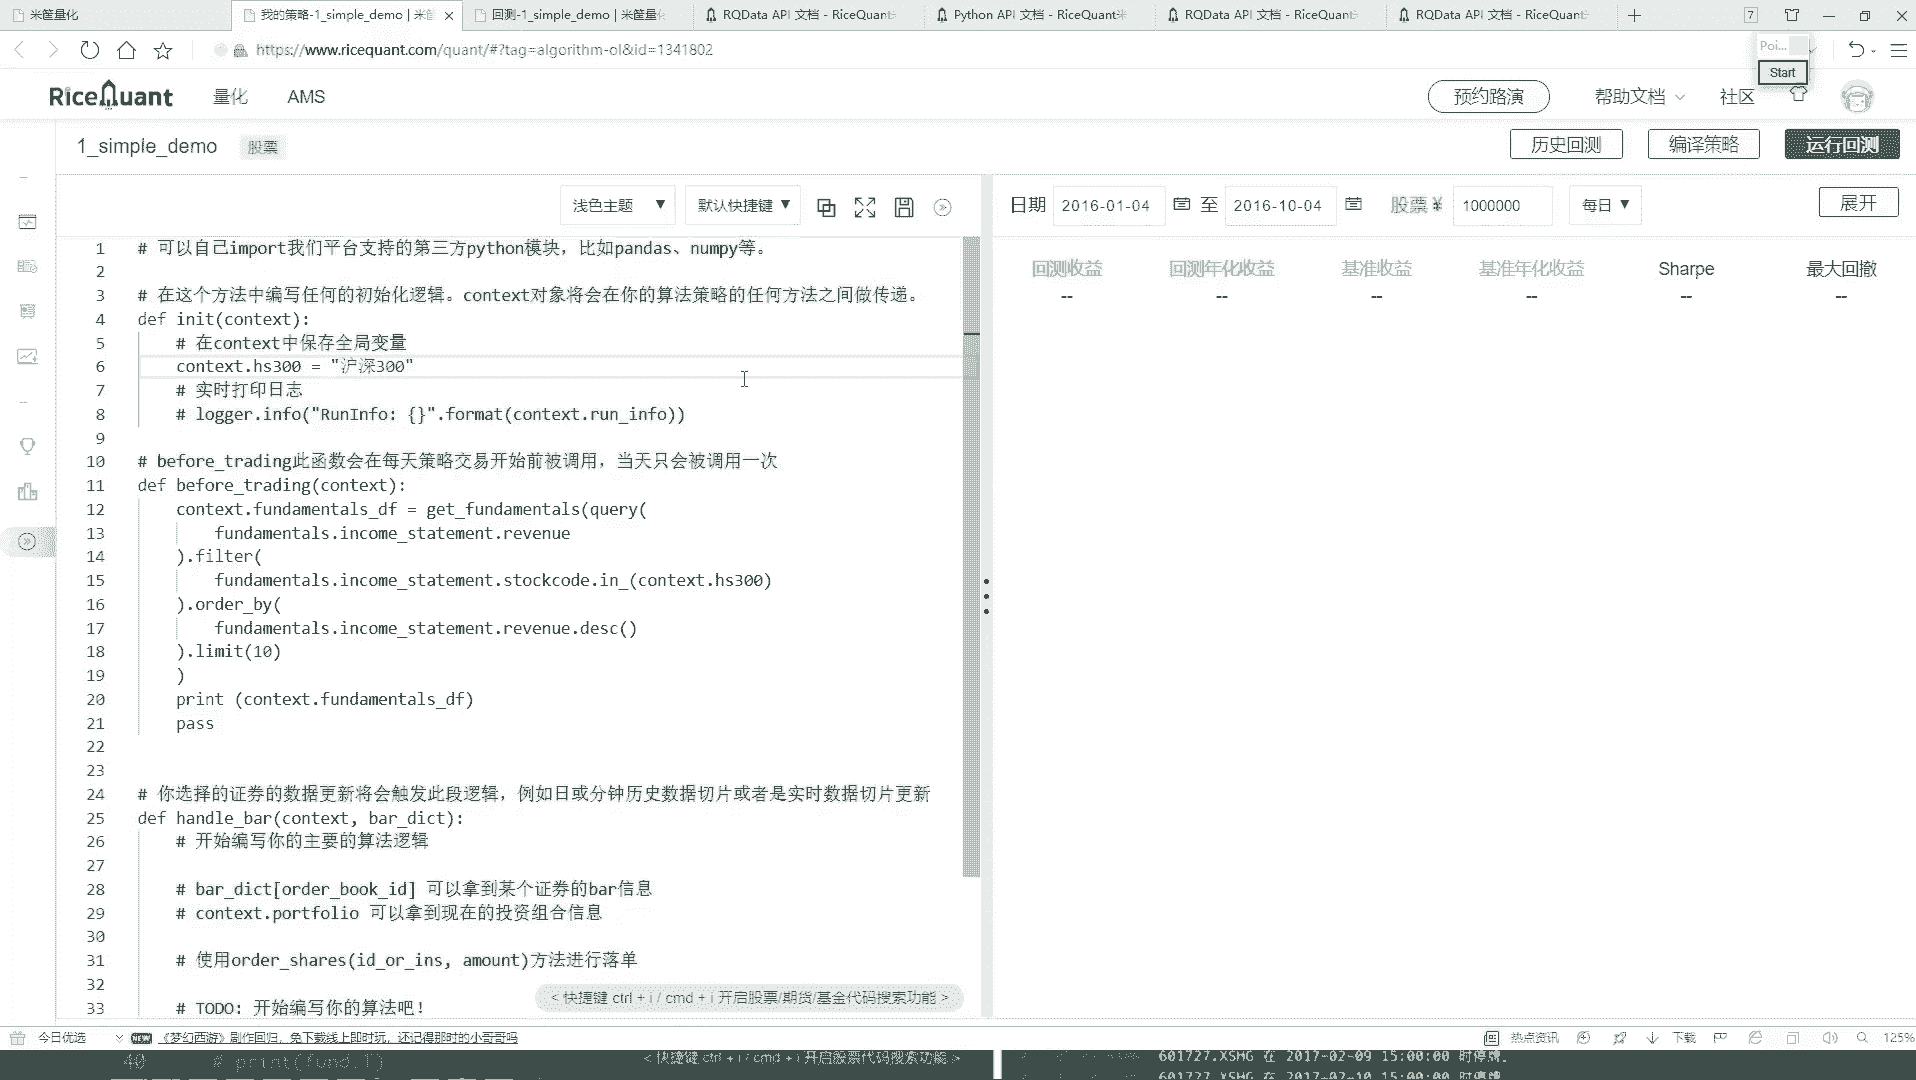 米筐量化
我的策略-1_simple_demo | 米筐
回测-1_simple_demo | 米筐量化
RQData API 文档 - RiceQuant
Python API 文档 - RiceQuant米
RQData API 文档 - RiceQuant
RQData API 文档 - RiceQuant
7
https://www.ricequant.com/quant/#?tag=algorithm-ol&id=1341802
Poi...
Start
RiceQuant
量化
AMS
预约路演
帮助文档
社区
1_simple_demo
股票
历史回测
编译策略
运行回测
浅色主题 ▼
默认快捷键 ▼
日期 2016-01-04 至 2016-10-04 股票 ¥ 1000000 每日 ▼
展开
回测收益 回测年化收益 基准收益 基准年化收益 Sharpe 最大回撤
-- -- -- -- -- --
1 # 可以自己import我们平台支持的第三方python模块，比如pandas、numpy等。
2
3 # 在这个方法中编写任何的初始化逻辑。context对象将会在你的算法策略的任何方法之间做传递。
4 def init(context):
5 # 在context中保存全局变量
6 context.hs300 = "沪深300"
7 # 实时打印日志
8 # logger.info("RunInfo: {}".format(context.run_info))
9
10 # before_trading此函数会在每天策略交易开始前被调用，当天只会被调用一次
11 def before_trading(context):
12 context.fundamentals_df = get_fundamentals(query(
13 fundamentals.income_statement.revenue
14 ).filter(
15 fundamentals.income_statement.stockcode.in_(context.hs300)
16 ).order_by(
17 fundamentals.income_statement.revenue.desc()
18 ).limit(10)
19 )
20 print (context.fundamentals_df)
21 pass
22
23
24 # 你选择的证券的数据更新将会触发此段逻辑，例如日或分钟历史数据切片或者是实时数据切片更新
25 def handle_bar(context, bar_dict):
26 # 开始编写你的主要的算法逻辑
27
28 # bar_dict[order_book_id] 可以拿到某个证券的bar信息
29 # context.portfolio 可以拿到现在的投资组合信息
30
31 # 使用order_shares(id_or_ins, amount)方法进行落单
32
33 # TODO: 开始编写你的算法吧！
< 快捷键 ctrl + i / cmd + i 开启股票/期货/基金代码搜索功能 >
今日优选
NEW
《梦幻西游》剧作回归，免下载线上即时玩，还记得那时的小哥哥吗
热点资讯
下载
125%
40 # print(fund.T)
< 快捷键 ctrl + i / cmd + i 开启股票代码搜索功能 >
601727.XSHG 在 2017-02-09 15:00:00 时停牌。
601727.XSHG 在 2017-02-10 15:00:00 时停牌。